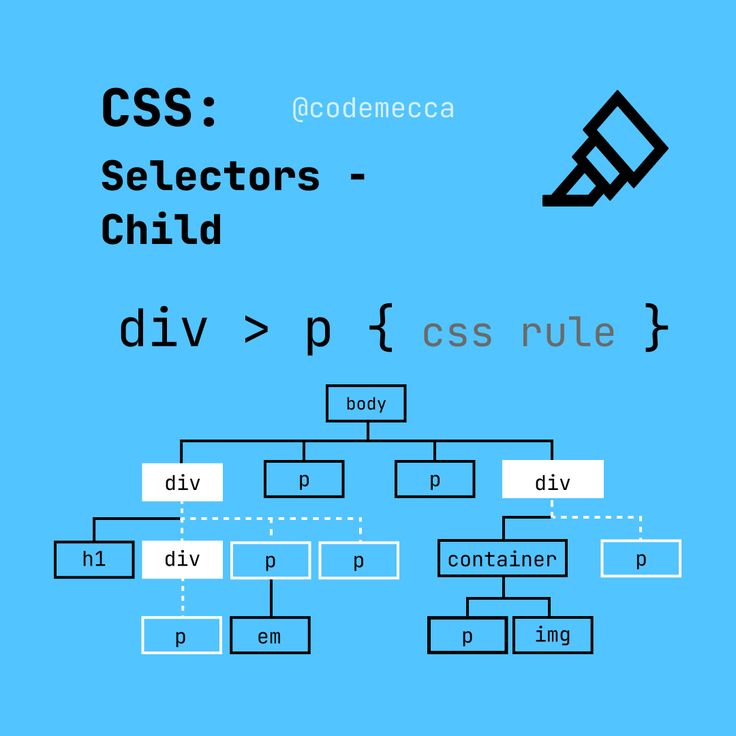 CSS:
@codemecca
Selectors -
Child
div > p { css rule }
body
div
p
p
div
h1
div
p
p
container
p
p
em
p
img